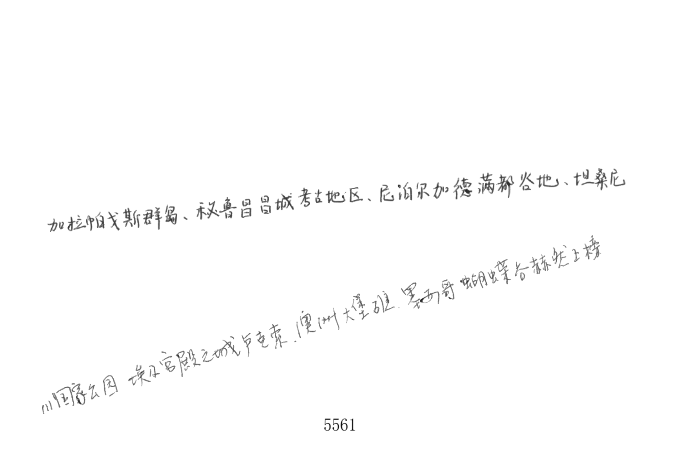 加拉帕戈斯群岛、秘鲁昌昌城考古地区、尼泊尔加德满都谷地、坦桑尼
川国家公园 埃及宫殿之城卢克索、澳洲大堡礁、墨西哥蝴蝶谷赫然上榜
5561